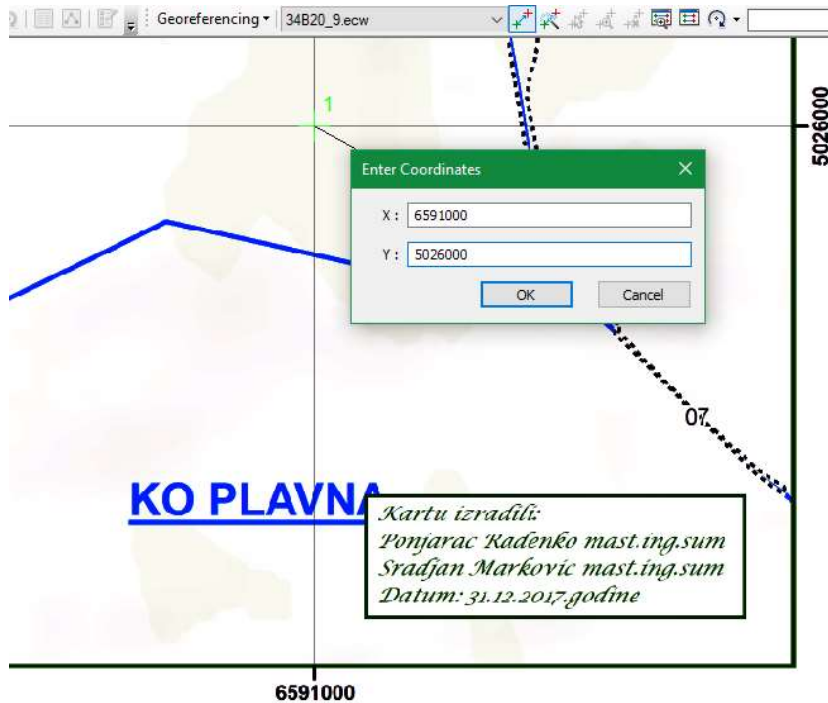 Georeferencing
34B20_9.ecw
1
5026000
Enter Coordinates
X :
6591000
Y :
5026000
OK
Cancel
07
KO PLAVNA
Kartu izradili:
Ponjarac Radenko mast.ing.sum
Sradjan Markovic mast.ing.sum
Datum: 31.12.2017.godine
6591000